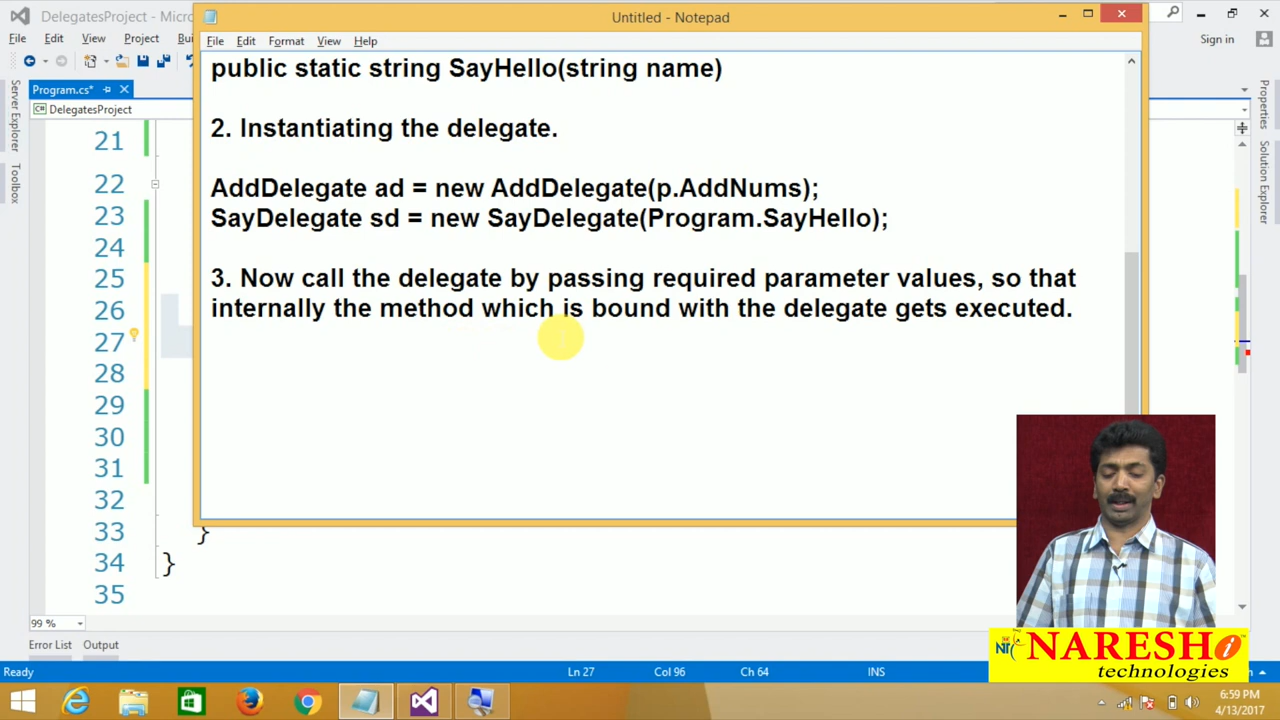 DelegatesProject - Micro
Untitled - Notepad
Sign in
File Edit View Project Bui
File Edit Format View Help
Program.cs*
DelegatesProject
Server Explorer
Toolbox
Properties
Solution Explorer
public static string SayHello(string name)
2. Instantiating the delegate.
AddDelegate ad = new AddDelegate(p.AddNums);
SayDelegate sd = new SayDelegate(Program.SayHello);
3. Now call the delegate by passing required parameter values, so that
internally the method which is bound with the delegate gets executed.
21
22
23
24
25
26
27
28
29
30
31
32
33 }
34 }
35
99 %
Error List Output
Ready Ln 27 Col 96 Ch 64 INS
NARESH i
technologies
6:59 PM
4/13/2017